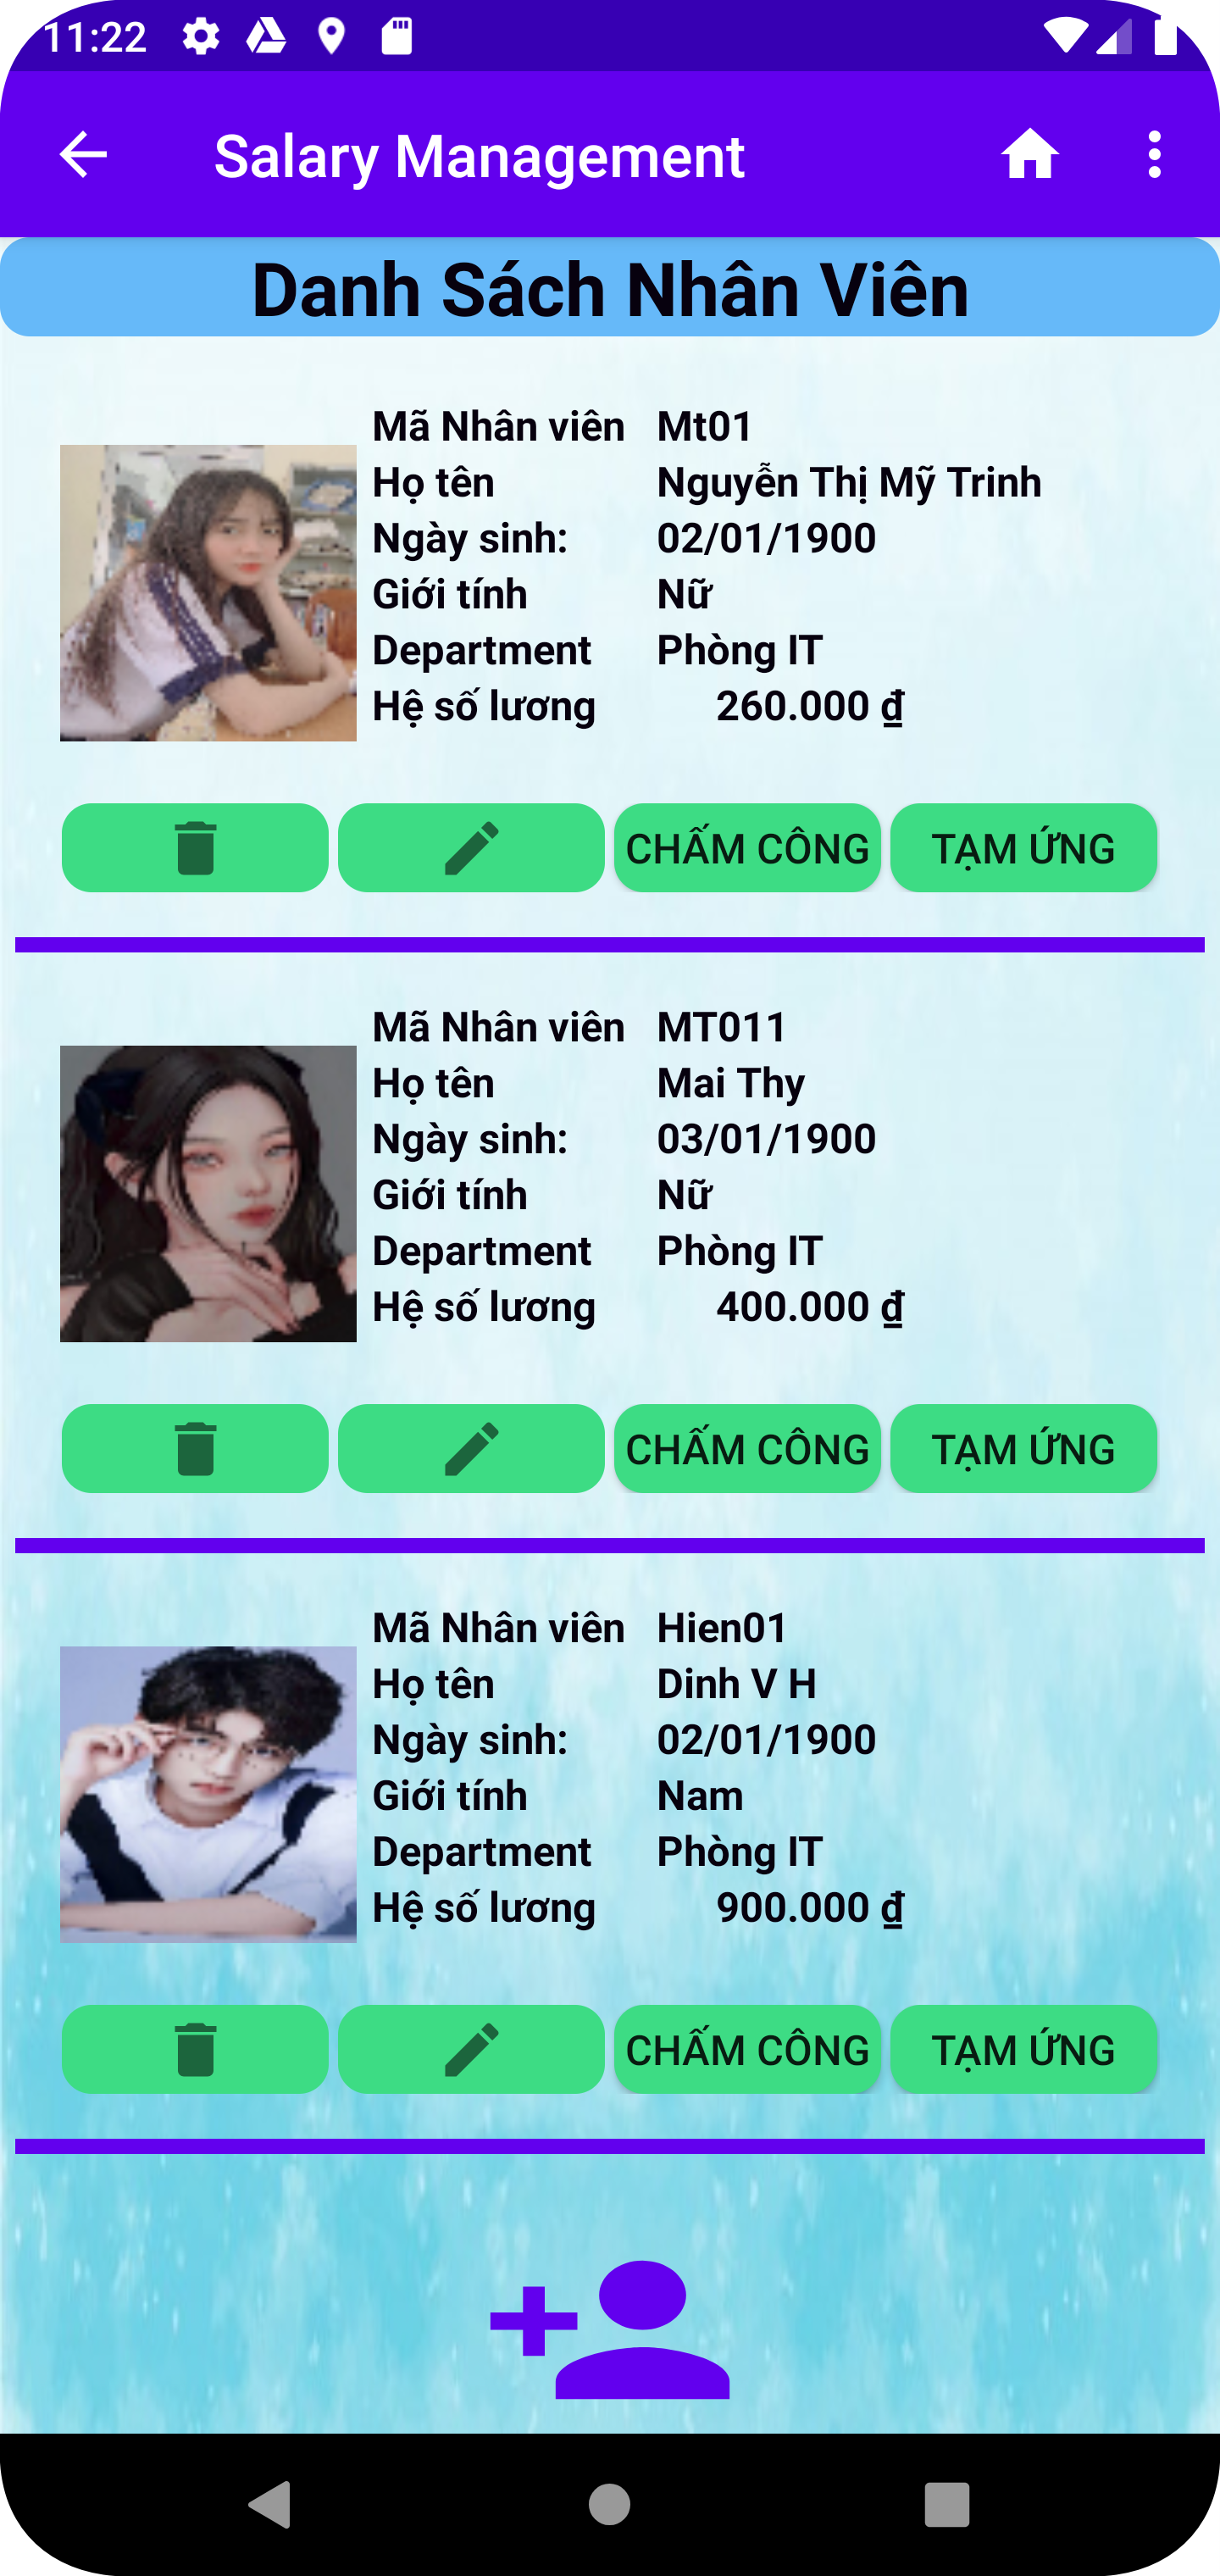 11:22
Salary Management
Danh Sách Nhân Viên
Mã Nhân viên Mt01
Họ tên Nguyễn Thị Mỹ Trinh
Ngày sinh: 02/01/1900
Giới tính Nữ
Department Phòng IT
Hệ số lương 260.000 ₫
CHẤM CÔNG TẠM ỨNG
Mã Nhân viên MT011
Họ tên Mai Thy
Ngày sinh: 03/01/1900
Giới tính Nữ
Department Phòng IT
Hệ số lương 400.000 ₫
CHẤM CÔNG TẠM ỨNG
Mã Nhân viên Hien01
Họ tên Dinh V H
Ngày sinh: 02/01/1900
Giới tính Nam
Department Phòng IT
Hệ số lương 900.000 ₫
CHẤM CÔNG TẠM ỨNG